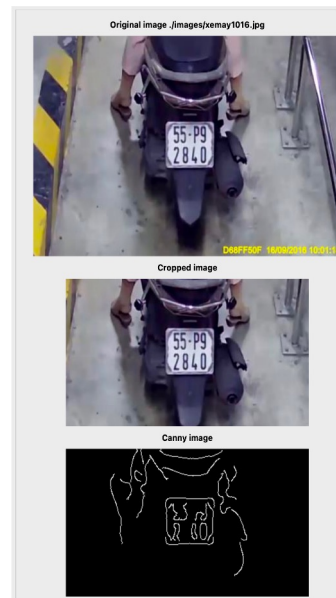 Original image ./images/xemay1016.jpg
55-P9
2840
D68FF50F 16/09/2016 10:01:1
Cropped image
55-P9
2840
Canny image